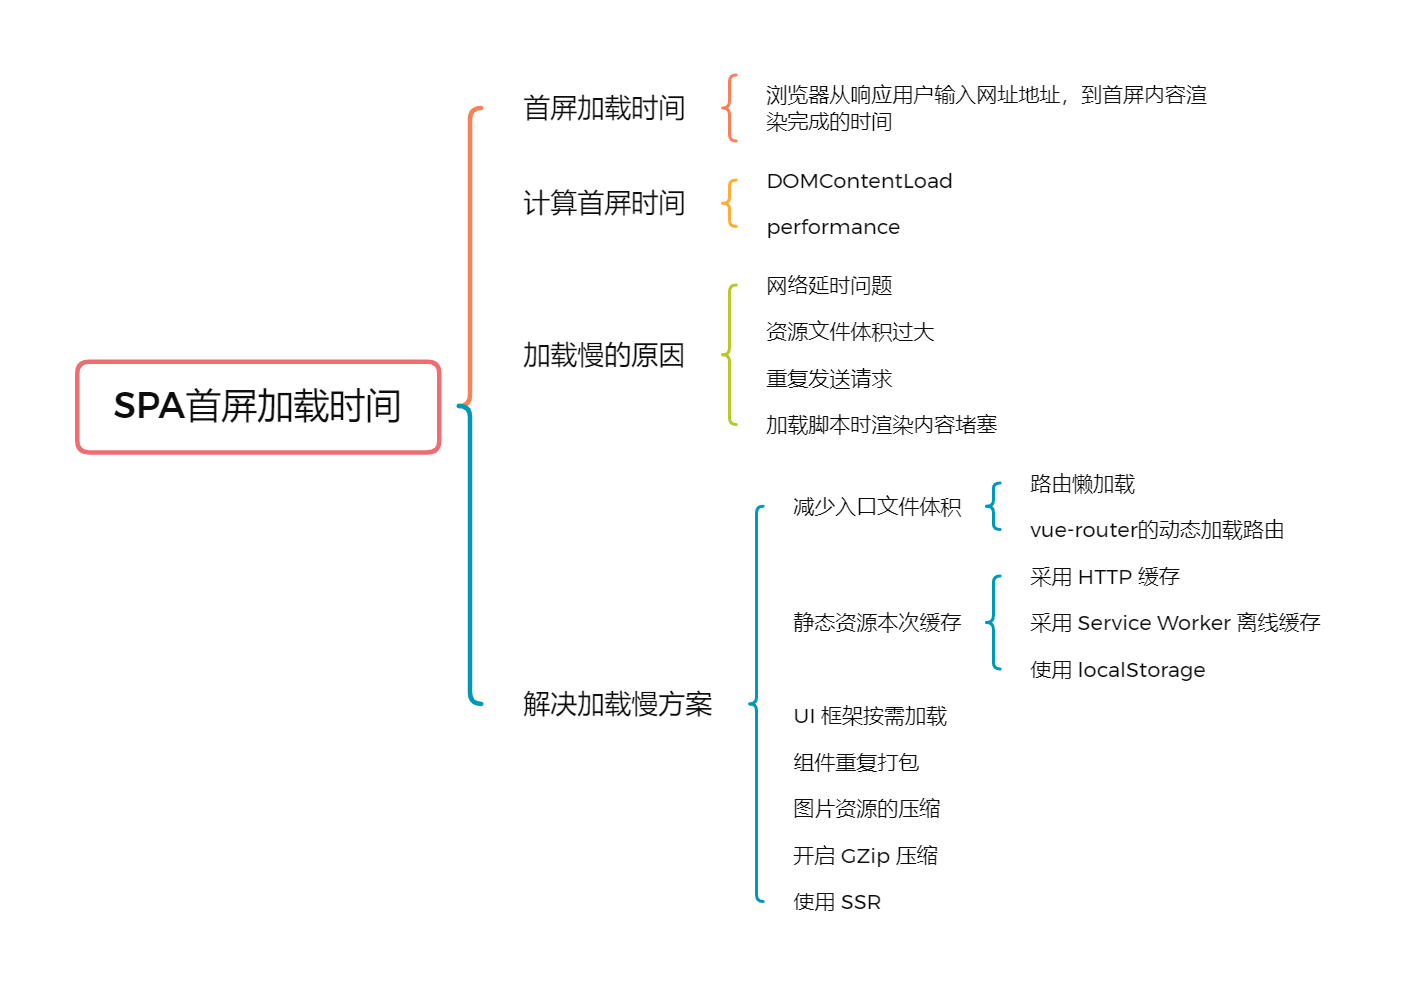 SPA首屏加载时间
首屏加载时间
浏览器从响应用户输入网址地址，到首屏内容渲
染完成的时间
计算首屏时间
DOMContentLoad
performance
加载慢的原因
网络延时问题
资源文件体积过大
重复发送请求
加载脚本时渲染内容堵塞
解决加载慢方案
减少入口文件体积
路由懒加载
vue-router的动态加载路由
静态资源本次缓存
采用 HTTP 缓存
采用 Service Worker 离线缓存
使用 localStorage
UI 框架按需加载
组件重复打包
图片资源的压缩
开启 GZip 压缩
使用 SSR